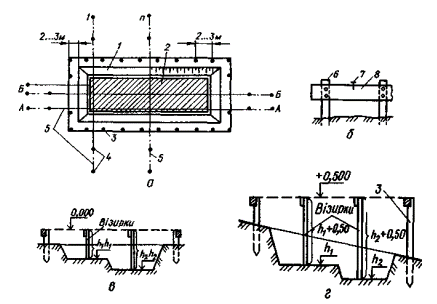 1
п
2...3м
2...3м
1
2
Б
Б
А
А
5
3
4
5
а
6
7
8
б
0,000
Візирки
h₁
h₁
h₂
h₂
в
+0,500
3
Візирки
h₁+0,50
h₂+0,50
h₁
h₂
г